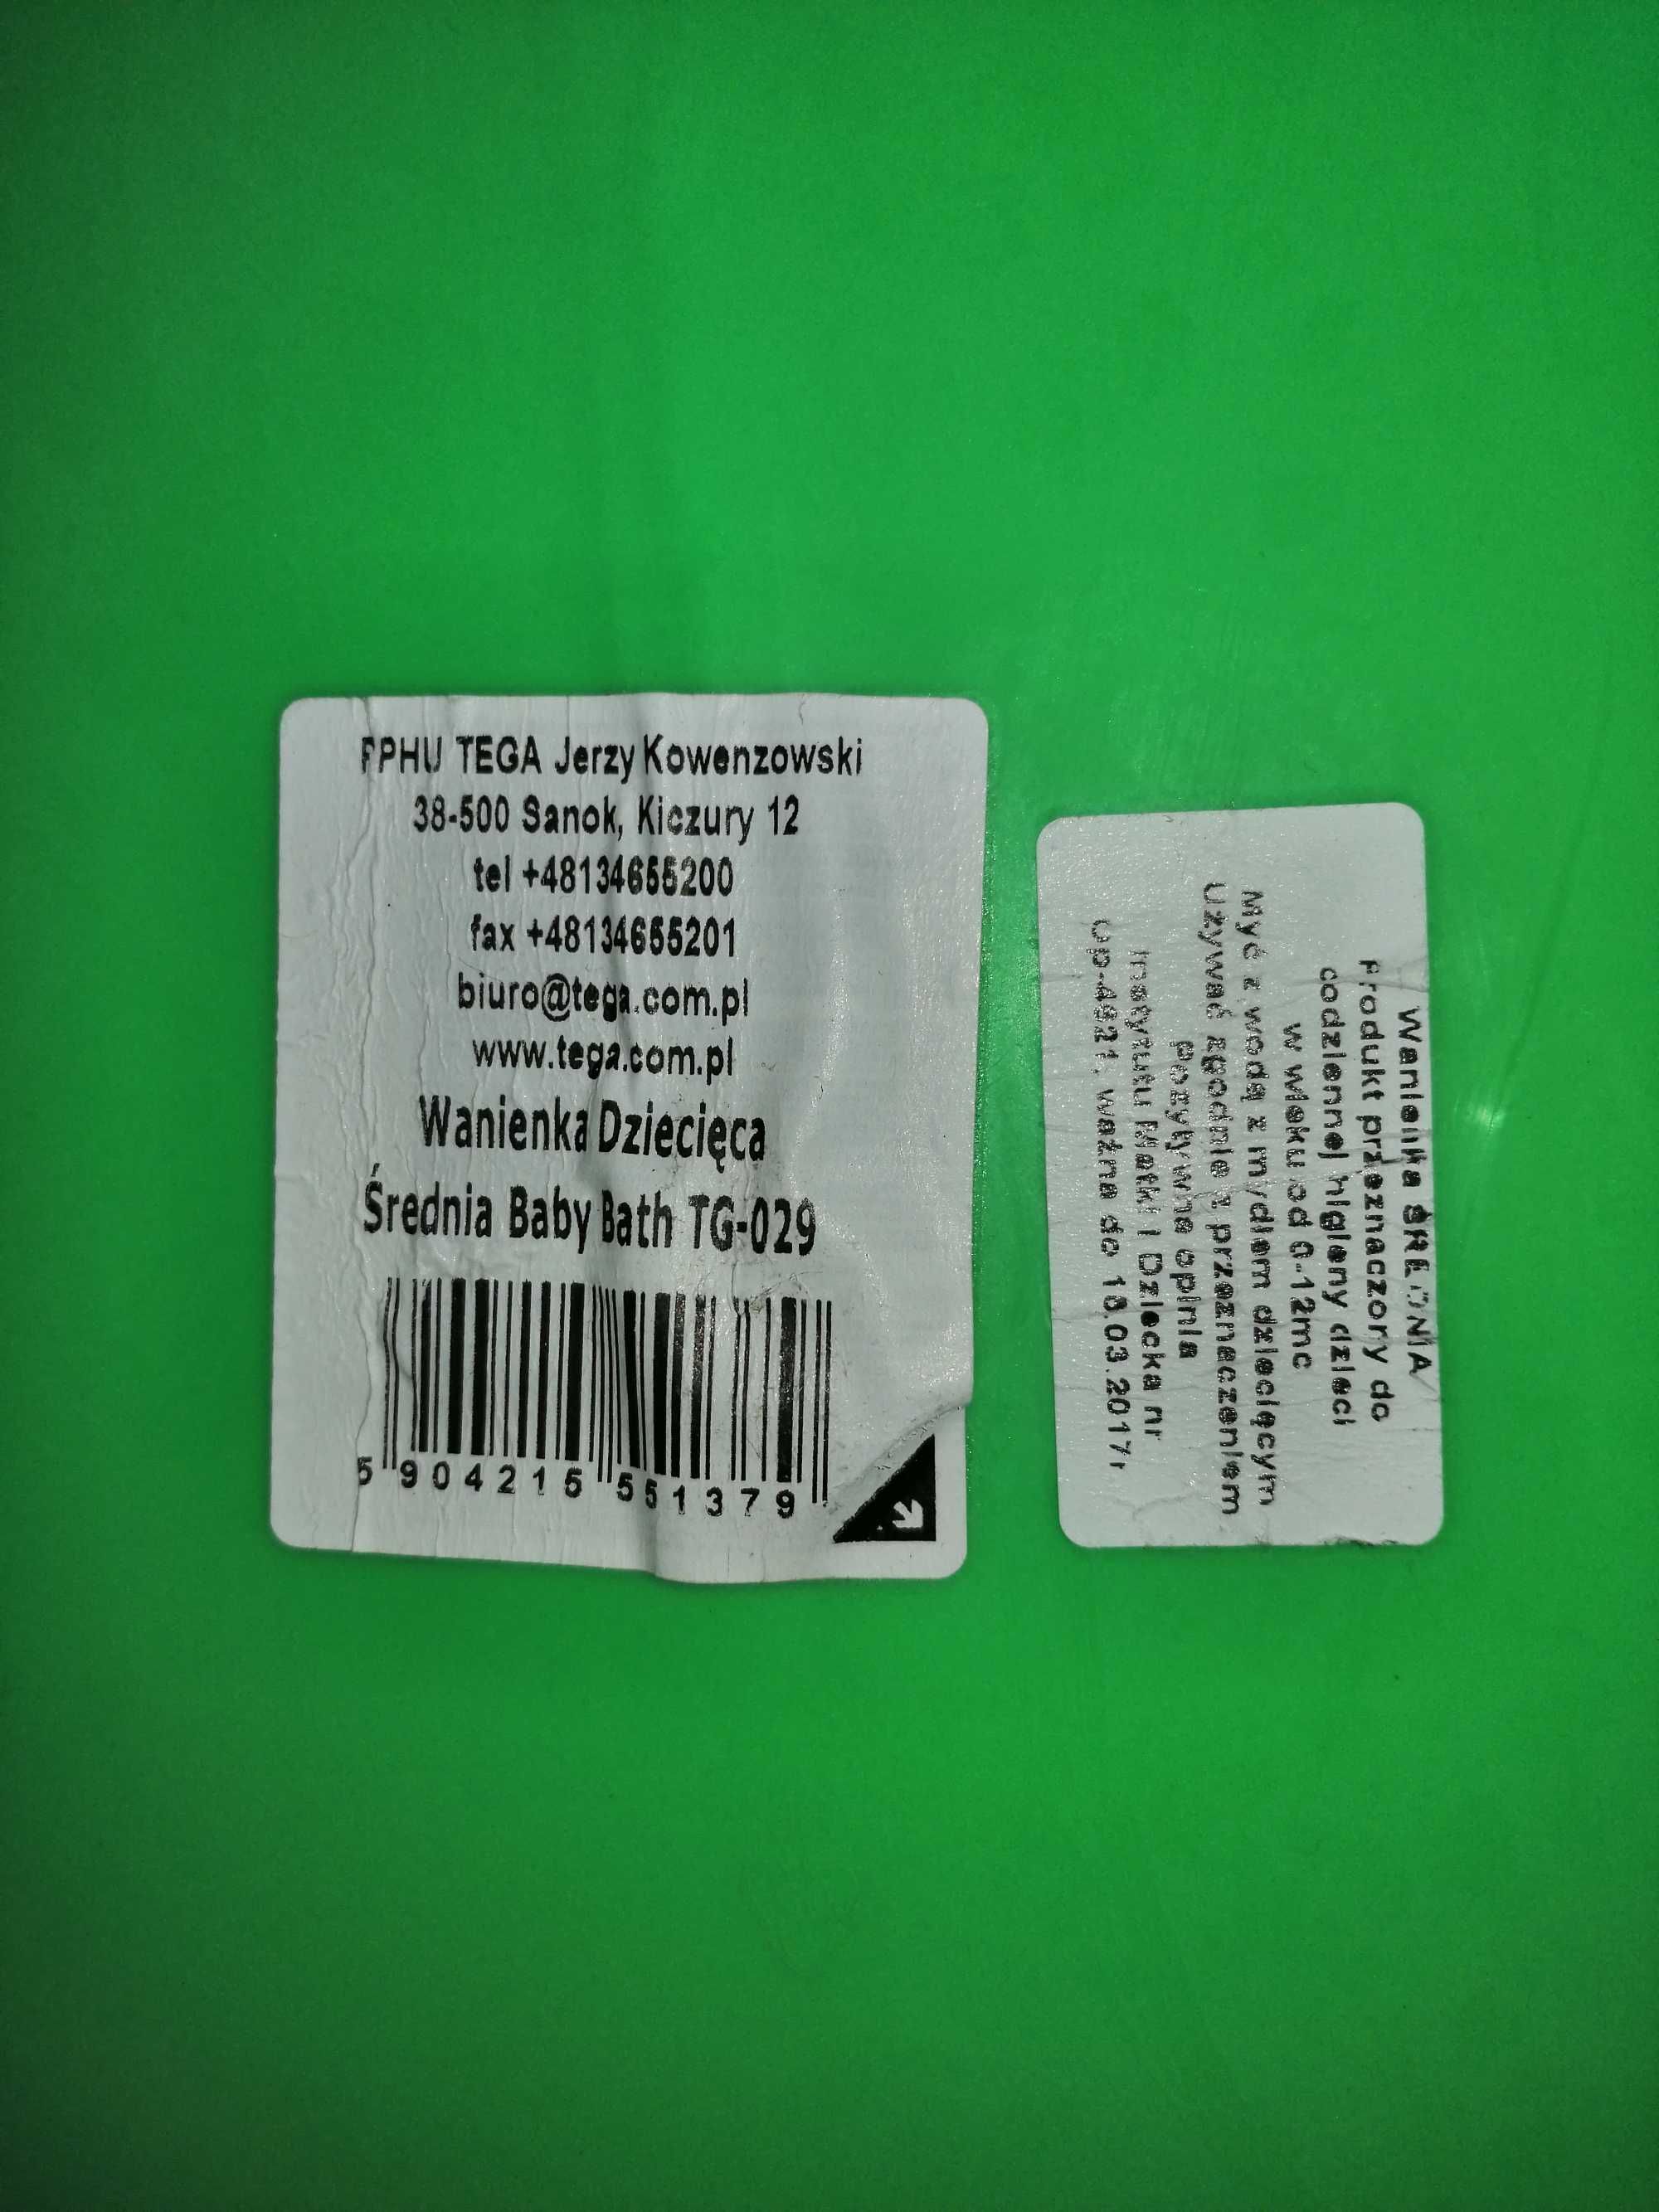 PPHU TEGA Jerzy Kowenzowski
38-500 Sanok, Kiczury 12
tel +48134655200
fax +48134655201
biuro@tega.com.pl
www.tega.com.pl
Wanienka Dziecięca
Średnia Baby Bath TG-029
5 904215 551379
Wanienka ŚREDNIA
Produkt przeznaczony do
codziennej higieny dzieci
w wieku od 0-12mc
Myć z wodą z mydłem dziecięcym
Używać zgodnie z przeznaczeniem
Pozytywna opinia
Instytutu Matki i Dziecka nr
ważna do 18.03.2017r